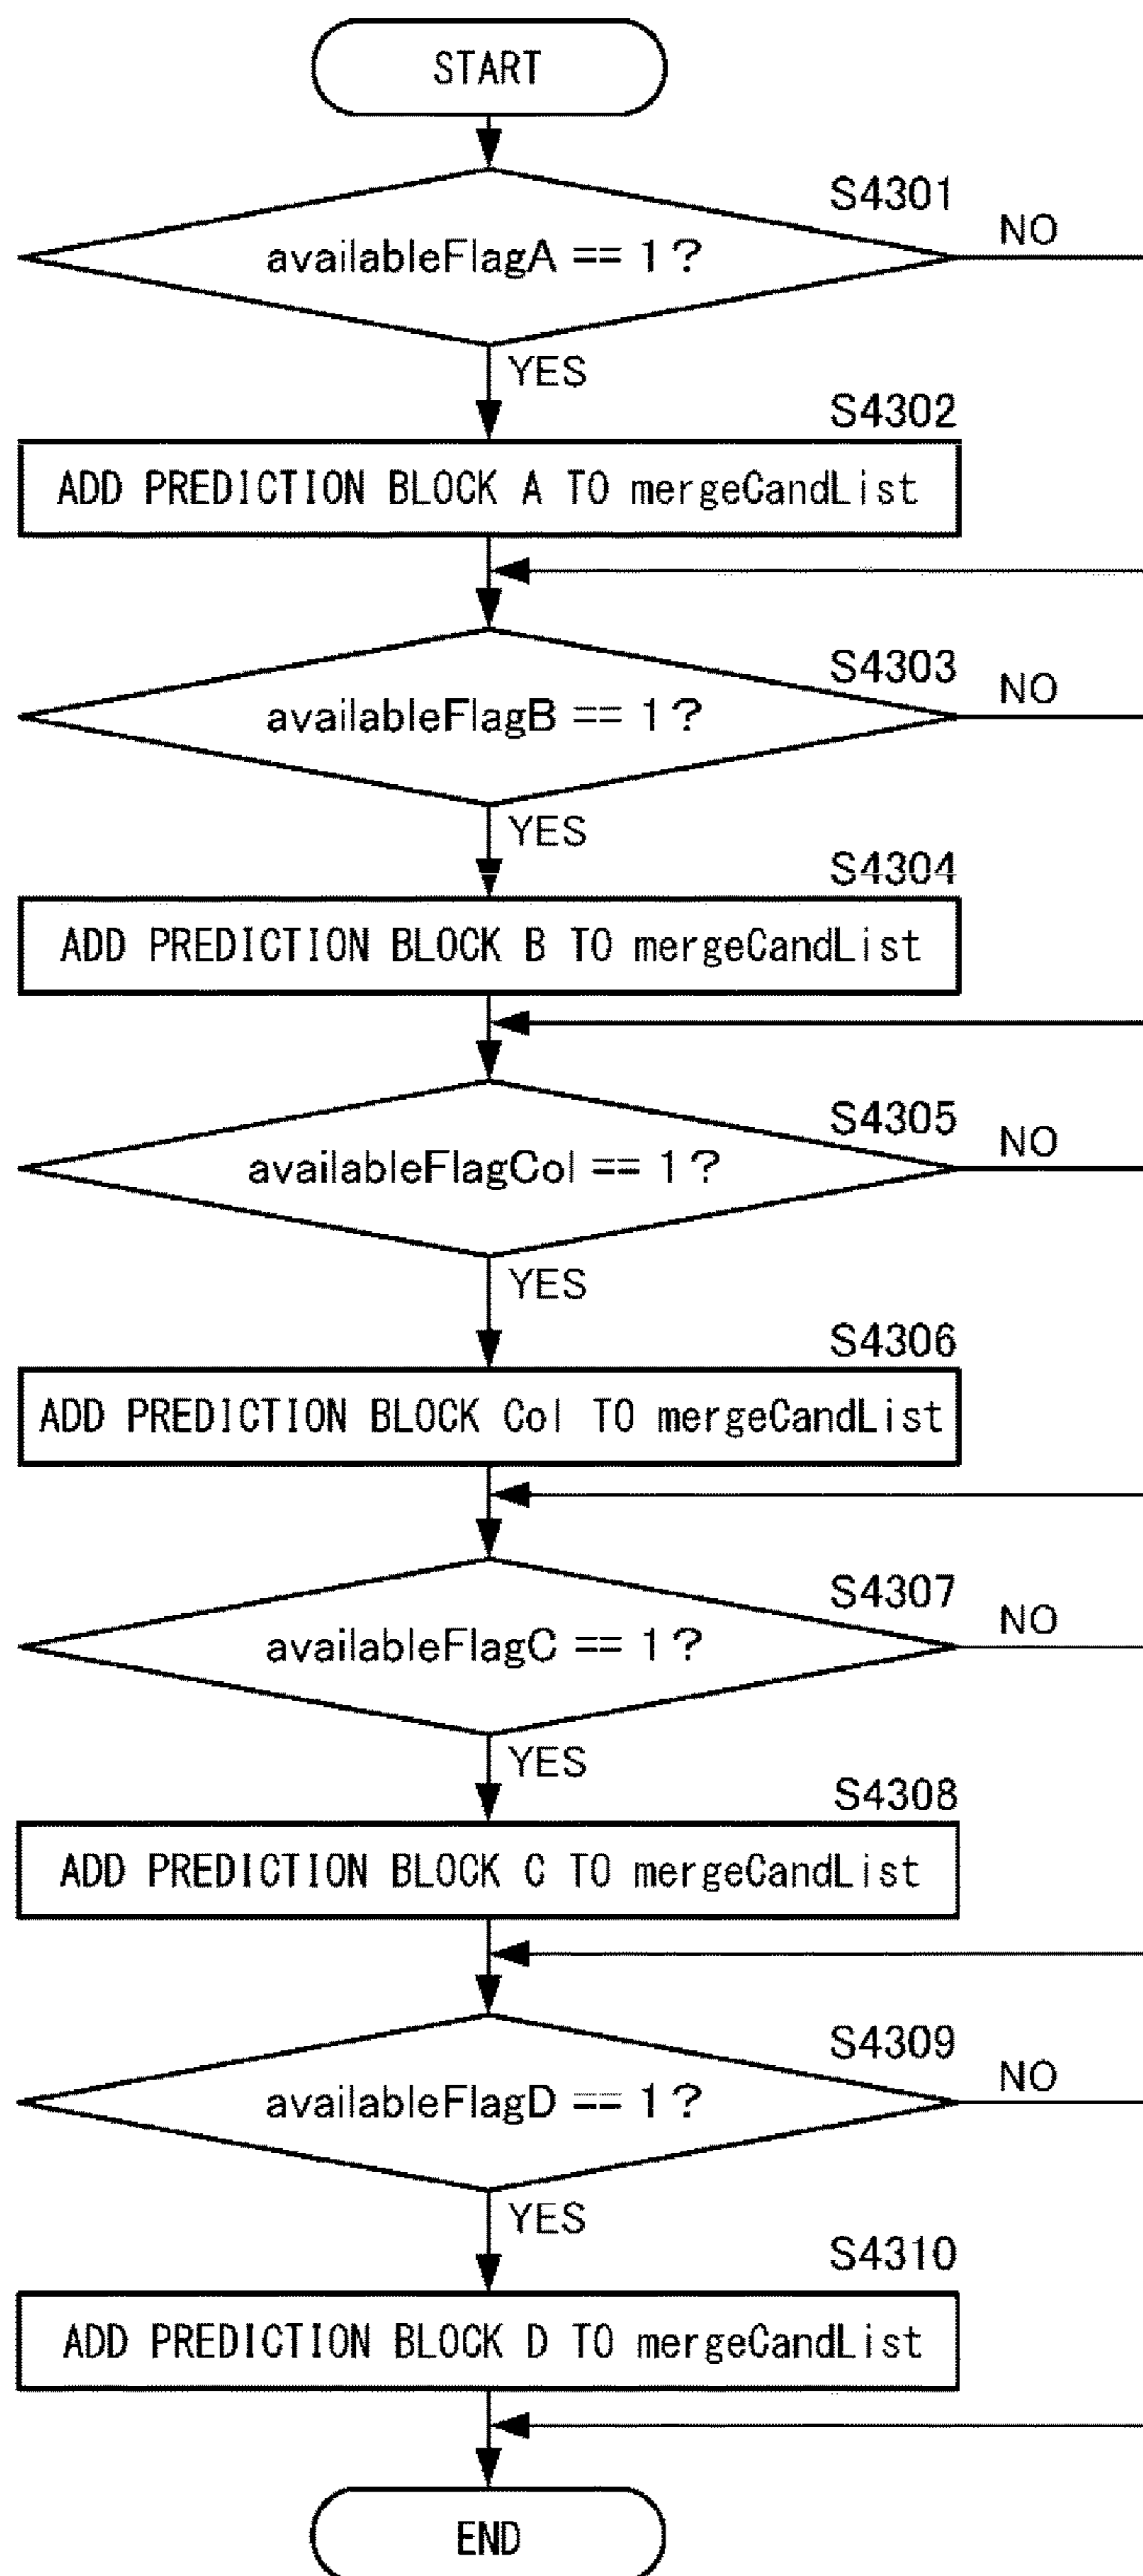 START
S4301
availableFlagA == 1?
NO
YES
S4302
ADD PREDICTION BLOCK A TO mergeCandList
S4303
availableFlagB == 1?
NO
YES
S4304
ADD PREDICTION BLOCK B TO mergeCandList
S4305
availableFlagCol == 1?
NO
YES
S4306
ADD PREDICTION BLOCK Col TO mergeCandList
S4307
availableFlagC == 1?
NO
YES
S4308
ADD PREDICTION BLOCK C TO mergeCandList
S4309
availableFlagD == 1?
NO
YES
S4310
ADD PREDICTION BLOCK D TO mergeCandList
END